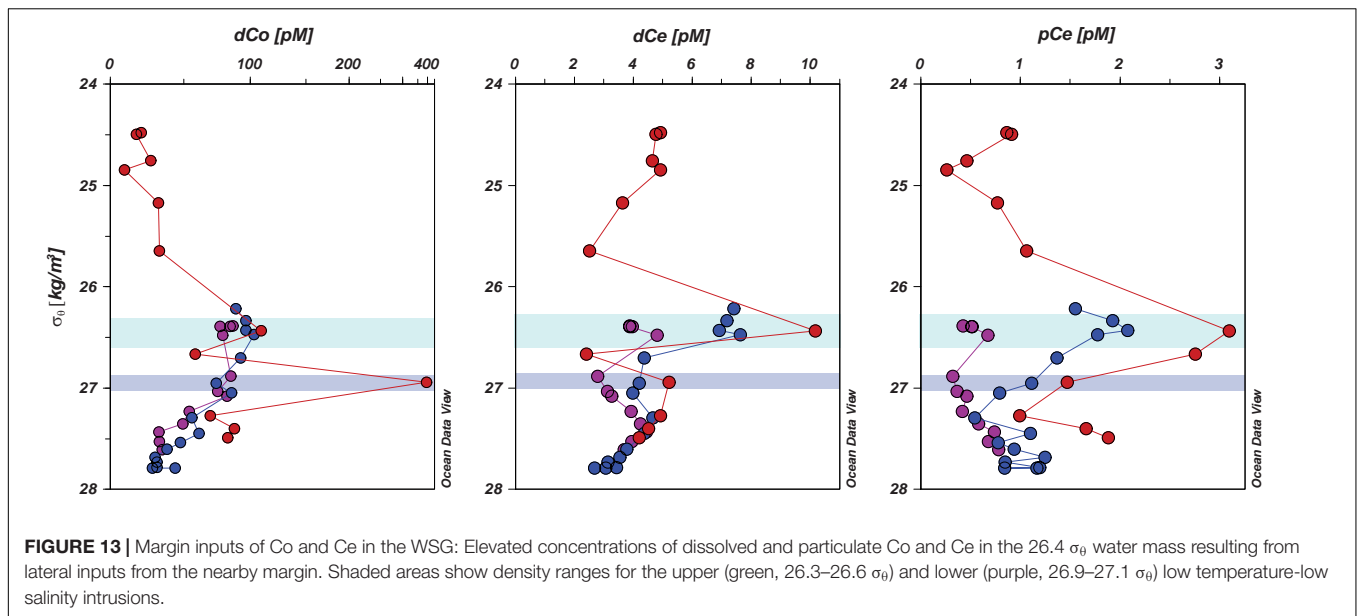 dCo [pM]
dCe [pM]
pCe [pM]
0 100 200 400
0 2 4 6 8 10
0 1 2 3
24
25
26
27
28
σθ [kg/m³]
24
25
26
27
28
24
25
26
27
28
Ocean Data View
Ocean Data View
Ocean Data View
FIGURE 13 | Margin inputs of Co and Ce in the WSG: Elevated concentrations of dissolved and particulate Co and Ce in the 26.4 σθ water mass resulting from
lateral inputs from the nearby margin. Shaded areas show density ranges for the upper (green, 26.3–26.6 σθ) and lower (purple, 26.9–27.1 σθ) low temperature-low
salinity intrusions.